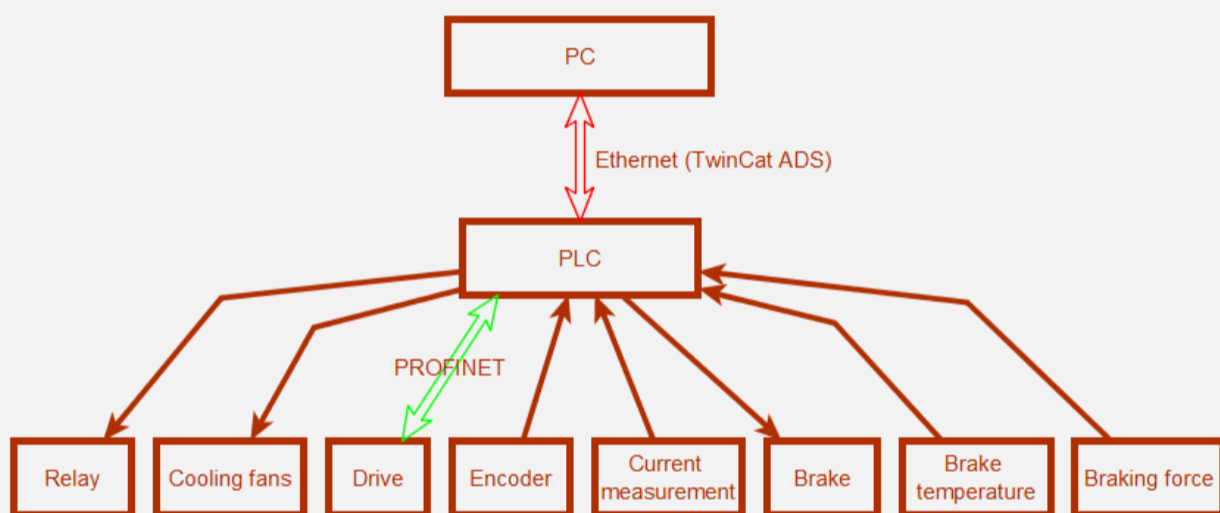 PC
Ethernet (TwinCat ADS)
PLC
PROFINET
Relay
Cooling fans
Drive
Encoder
Current
measurement
Brake
Brake
temperature
Braking force